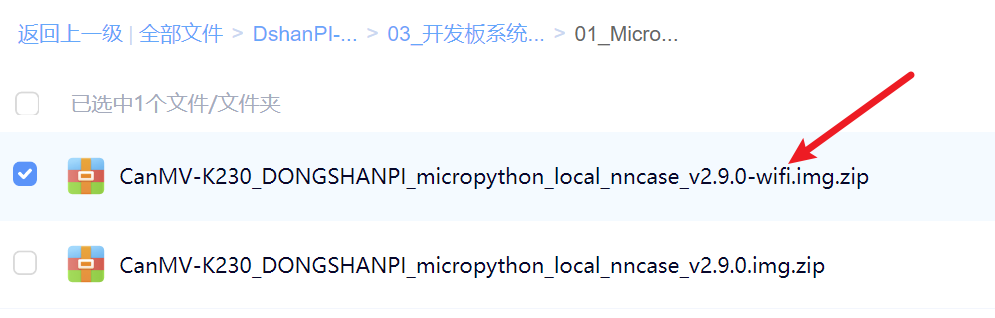 返回上一级 | 全部文件 > DshanPI-... > 03_开发板系统... > 01_Micro...
已选中1个文件/文件夹
CanMV-K230_DONGSHANPI_micropython_local_nncase_v2.9.0-wifi.img.zip
CanMV-K230_DONGSHANPI_micropython_local_nncase_v2.9.0.img.zip